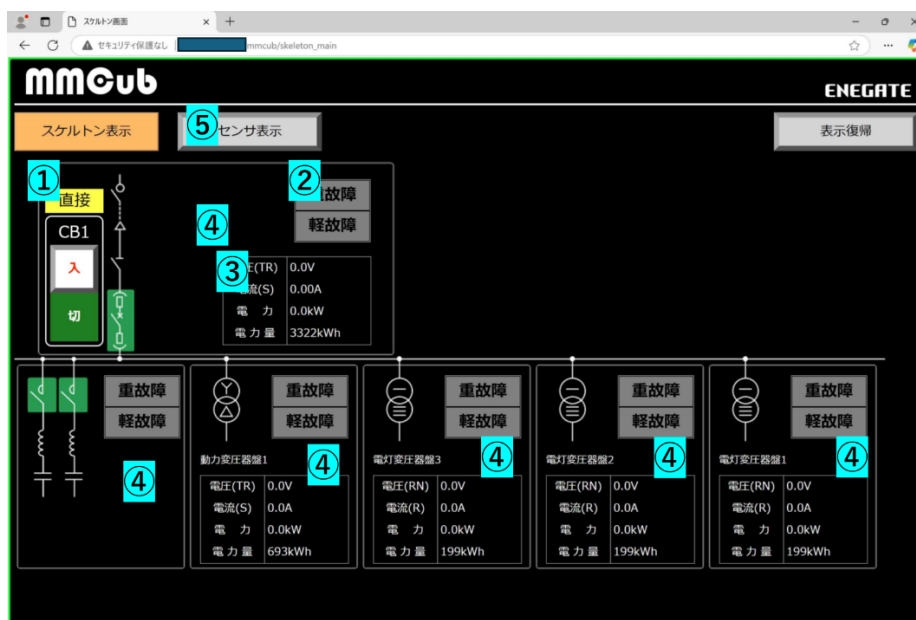 スケルトン画面
セキュリティ保護なし
mmcub/skeleton_main
MMCub
ENEGATE
スケルトン表示
⑤ センサ表示
表示復帰
①
直接
CB1
入
切
②
重故障
軽故障
④
③
電圧(TR) 0.0V
電流(S) 0.00A
電 力 0.0kW
電力量 3322kWh
重故障
軽故障
④
重故障
軽故障
動力変圧器盤1
④
電圧(TR) 0.0V
電流(S) 0.0A
電 力 0.0kW
電力量 693kWh
重故障
軽故障
電灯変圧器盤3
④
電圧(RN) 0.0V
電流(R) 0.0A
電 力 0.0kW
電力量 199kWh
重故障
軽故障
電灯変圧器盤2
④
電圧(RN) 0.0V
電流(R) 0.0A
電 力 0.0kW
電力量 199kWh
重故障
軽故障
電灯変圧器盤1
④
電圧(RN) 0.0V
電流(R) 0.0A
電 力 0.0kW
電力量 199kWh